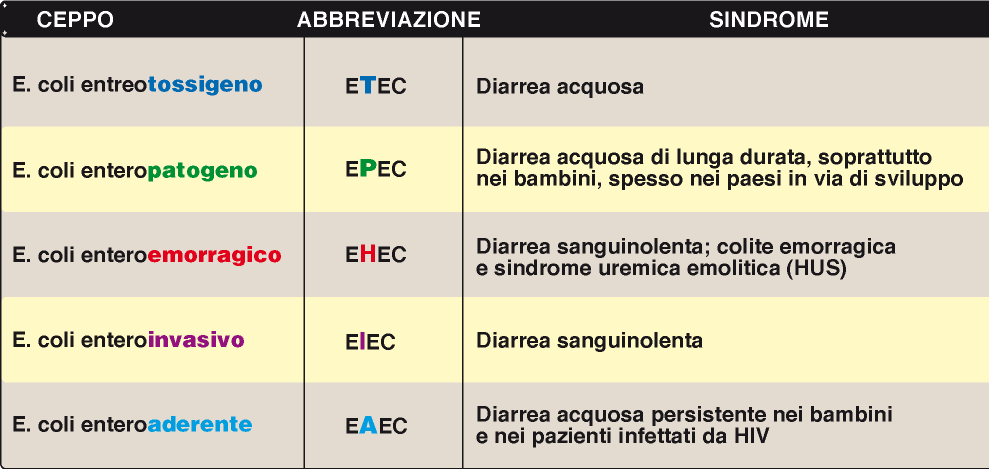 CEPPO ABBREVIAZIONE SINDROME
E. coli entreotossigeno ETEC Diarrea acquosa
E. coli enteropatogeno EPEC Diarrea acquosa di lunga durata, soprattutto
nei bambini, spesso nei paesi in via di sviluppo
E. coli enteroemorragico EHEC Diarrea sanguinolenta; colite emorragica
e sindrome uremica emolitica (HUS)
E. coli enteroinvasivo EIEC Diarrea sanguinolenta
E. coli enteroaderente EAEC Diarrea acquosa persistente nei bambini
e nei pazienti infettati da HIV